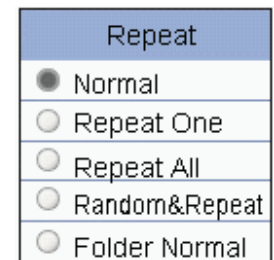 Repeat
Normal
Repeat One
Repeat All
Random&Repeat
Folder Normal